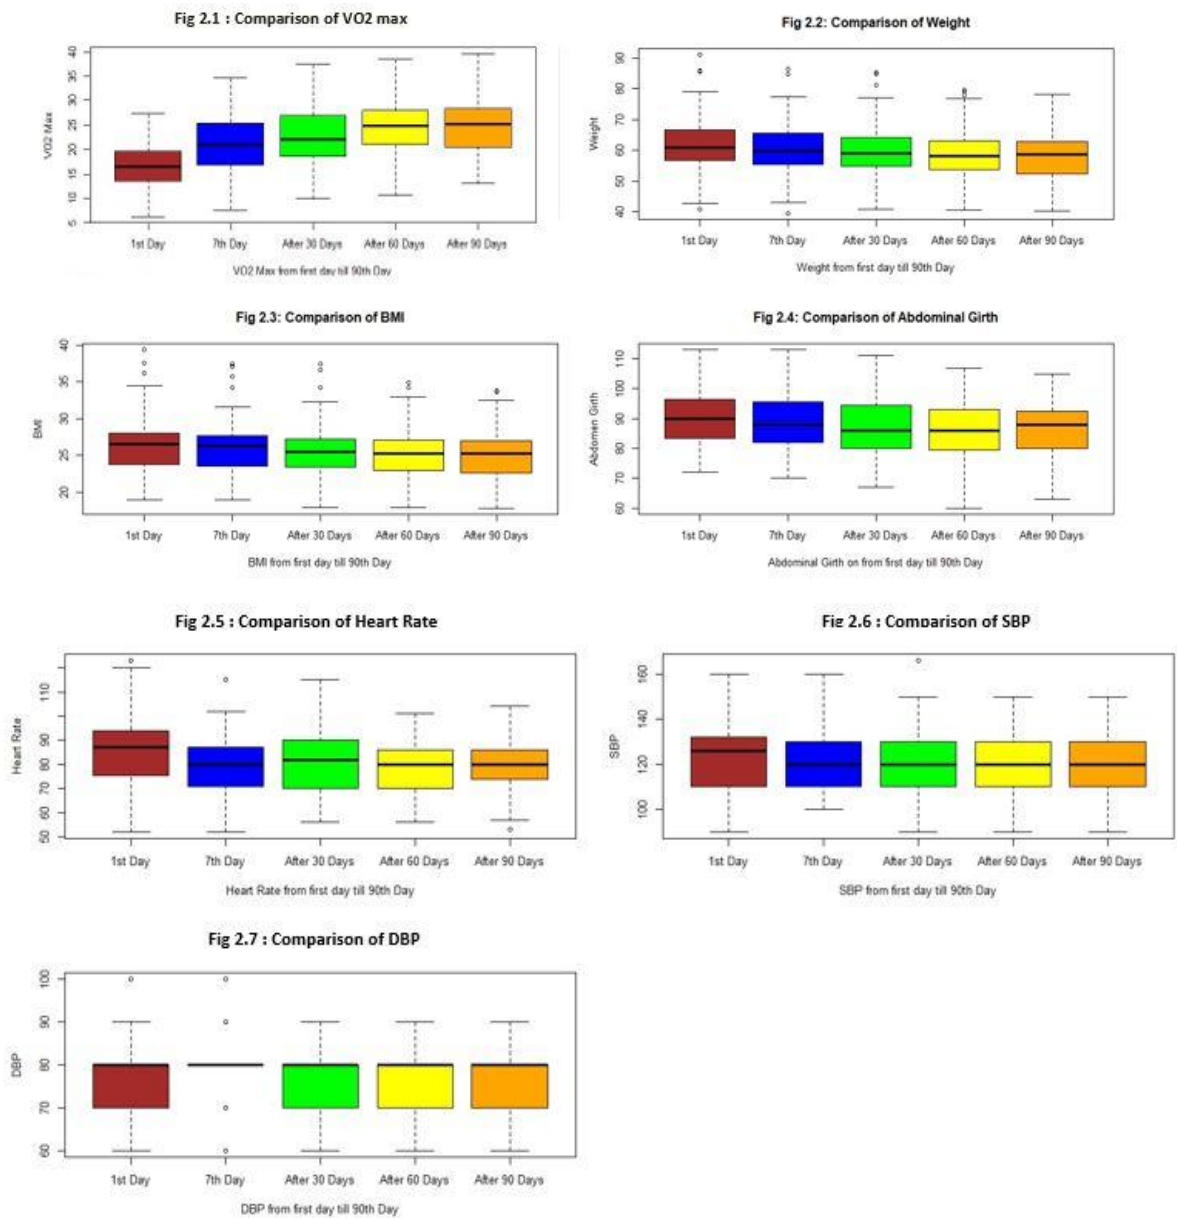 Fig 2.1 : Comparison of VO2 max
40
35
30
25
20
15
10
5
VO2 Max
1st Day 7th Day After 30 Days After 60 Days After 90 Days
VO2 Max from first day till 90th Day
Fig 2.2: Comparison of Weight
90
80
70
60
50
40
Weight
1st Day 7th Day After 30 Days After 60 Days After 90 Days
Weight from first day till 90th Day
Fig 2.3: Comparison of BMI
40
35
30
25
20
BMI
1st Day 7th Day After 30 Days After 60 Days After 90 Days
BMI from first day till 90th Day
Fig 2.4: Comparison of Abdominal Girth
110
100
90
80
70
60
Abdomen Girth
1st Day 7th Day After 30 Days After 60 Days After 90 Days
Abdominal Girth on from first day till 90th Day
Fig 2.5 : Comparison of Heart Rate
110
90
80
70
60
50
Heart Rate
1st Day 7th Day After 30 Days After 60 Days After 90 Days
Heart Rate from first day till 90th Day
Fig 2.6 : Comparison of SBP
160
140
120
100
SBP
1st Day 7th Day After 30 Days After 60 Days After 90 Days
SBP from first day till 90th Day
Fig 2.7 : Comparison of DBP
100
90
80
70
60
DBP
1st Day 7th Day After 30 Days After 60 Days After 90 Days
DBP from first day till 90th Day